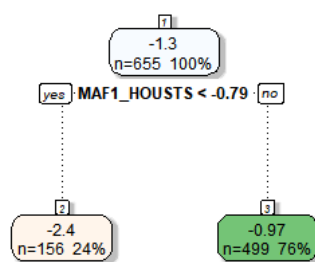 1
-1.3
n=655 100%
yes MAF1_HOUSTS < -0.79 no
2
-2.4
n=156 24%
3
-0.97
n=499 76%